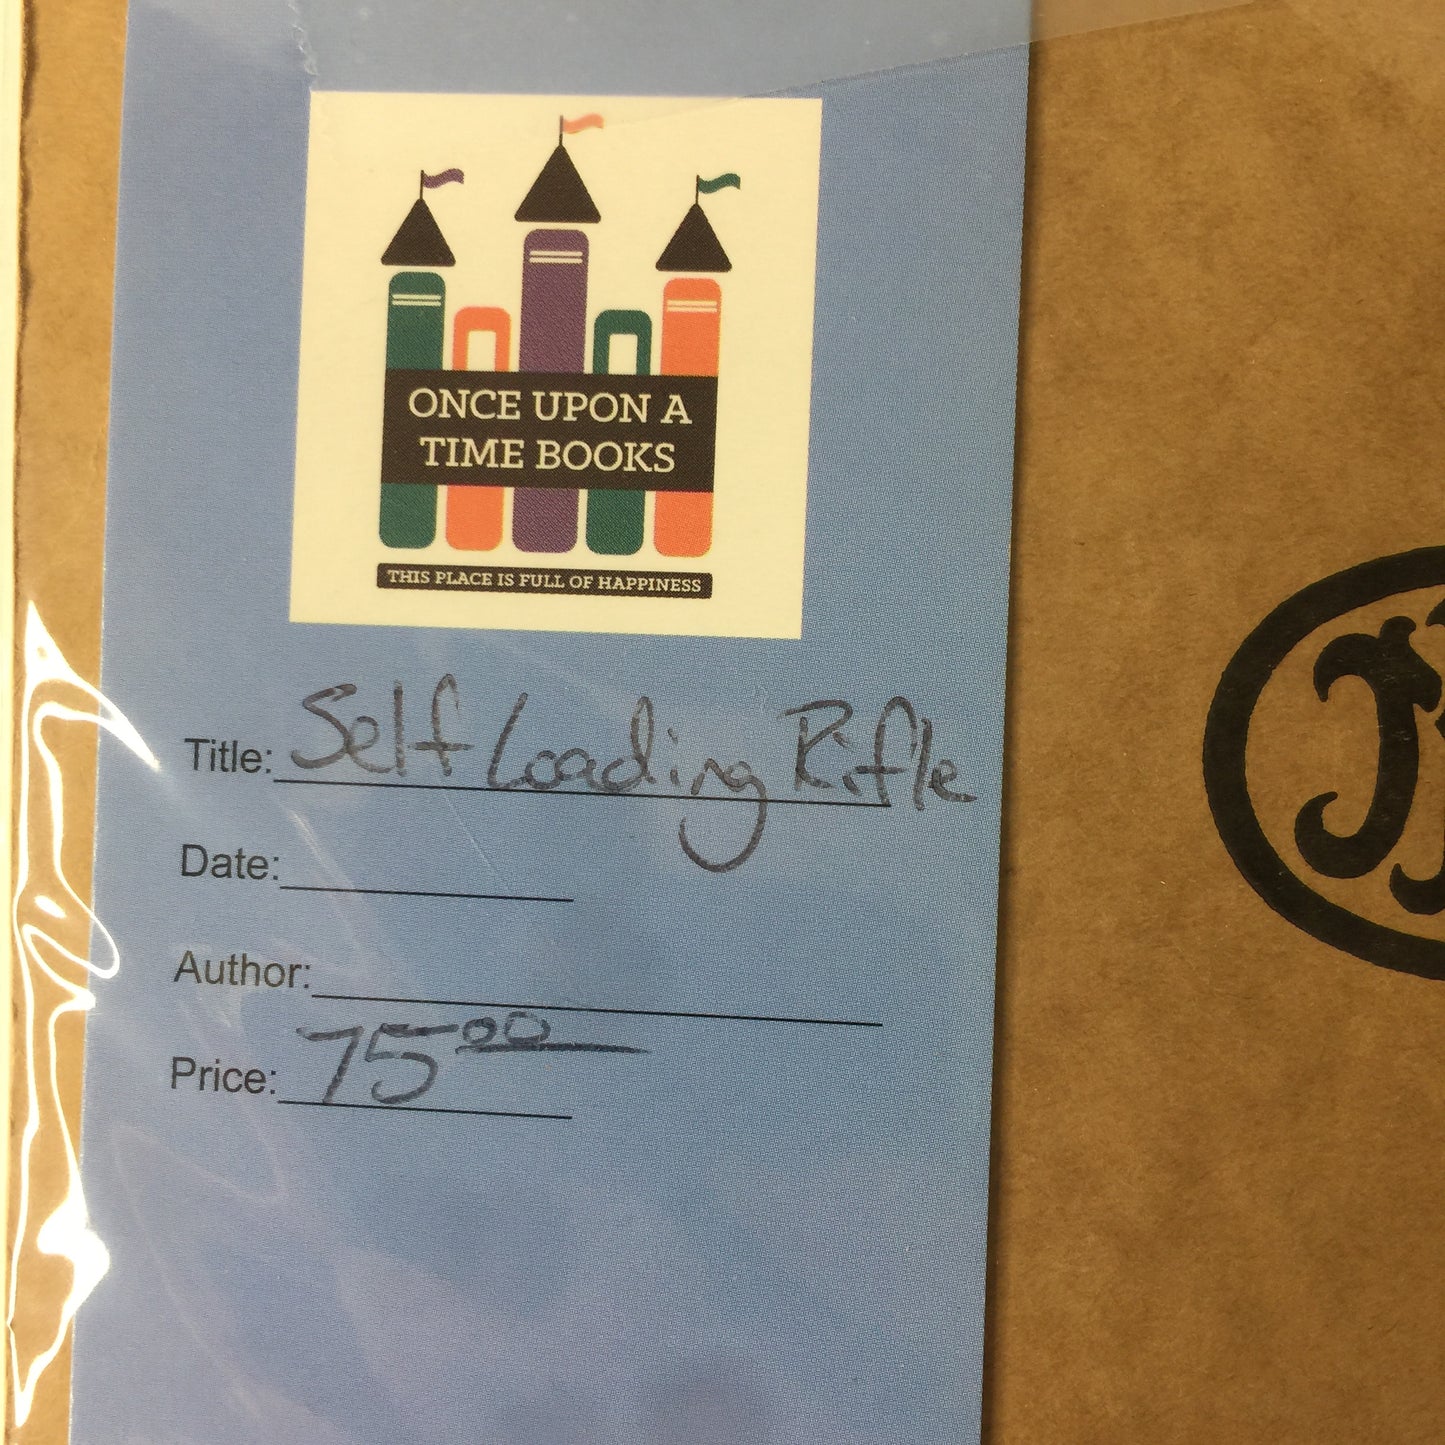 ONCE UPON A
TIME BOOKS
THIS PLACE IS FULL OF HAPPINESS
Title: Self Loading Rifle
Date:
Author:
Price: 75 00